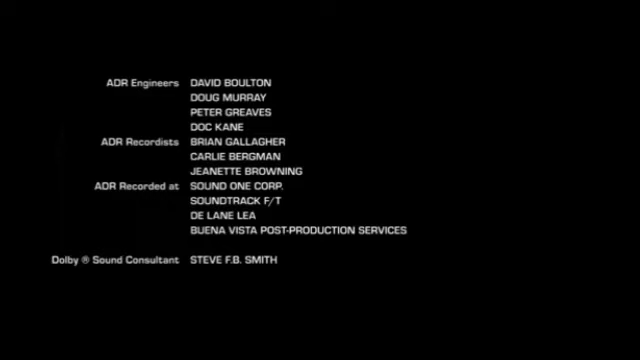 ADR Engineers DAVID BOULTON
DOUG MURRAY
PETER GREAVES
DOC KANE
ADR Recordists BRIAN GALLAGHER
CARLIE BERGMAN
JEANETTE BROWNING
ADR Recorded at SOUND ONE CORP.
SOUNDTRACK F/T
DE LANE LEA
BUENA VISTA POST-PRODUCTION SERVICES
Dolby ® Sound Consultant STEVE F.B. SMITH